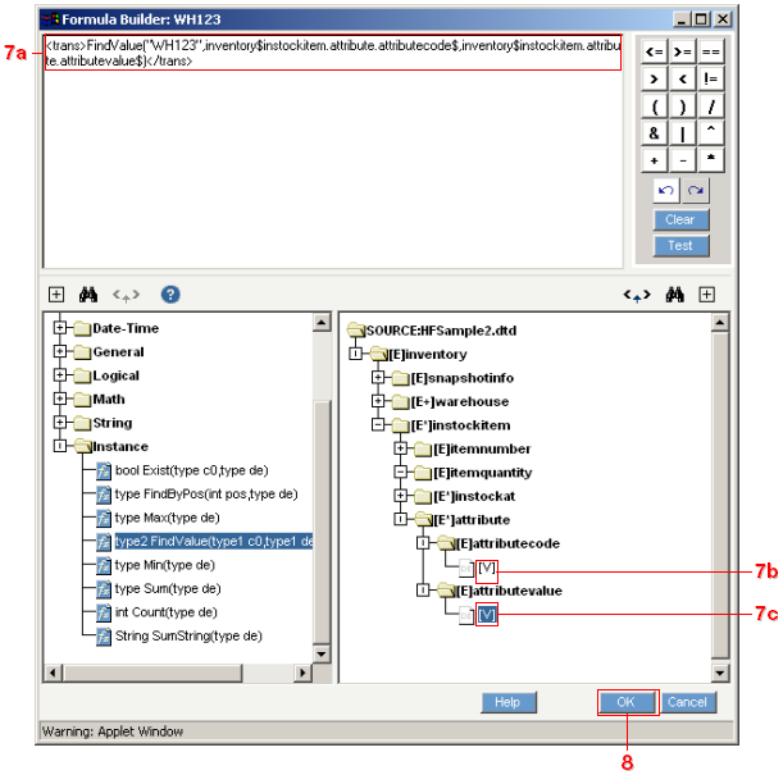 Formula Builder: WH123
7a
<trans>FindValue("WH123",inventory$instockitem.attribute.attributecode$,inventory$instockitem.attribu
te.attributevalue$)</trans>
<= >= ==
> < !=
( ) /
& | ^
+ - *
Clear
Test
Date-Time
General
Logical
Math
String
Instance
bool Exist(type c0,type de)
type FindByPos(int pos,type de)
type Max(type de)
type2 FindValue(type1 c0,type1 de
type Min(type de)
type Sum(type de)
int Count(type de)
String SumString(type de)
SOURCE:HFSample2.dtd
[E]inventory
[E]snapshotinfo
[E+]warehouse
[E*]instockitem
[E]itemnumber
[E]itemquantity
[E*]instockat
[E*]attribute
[E]attributecode
[V]
7b
[E]attributevalue
[V]
7c
Help
OK
Cancel
Warning: Applet Window
8